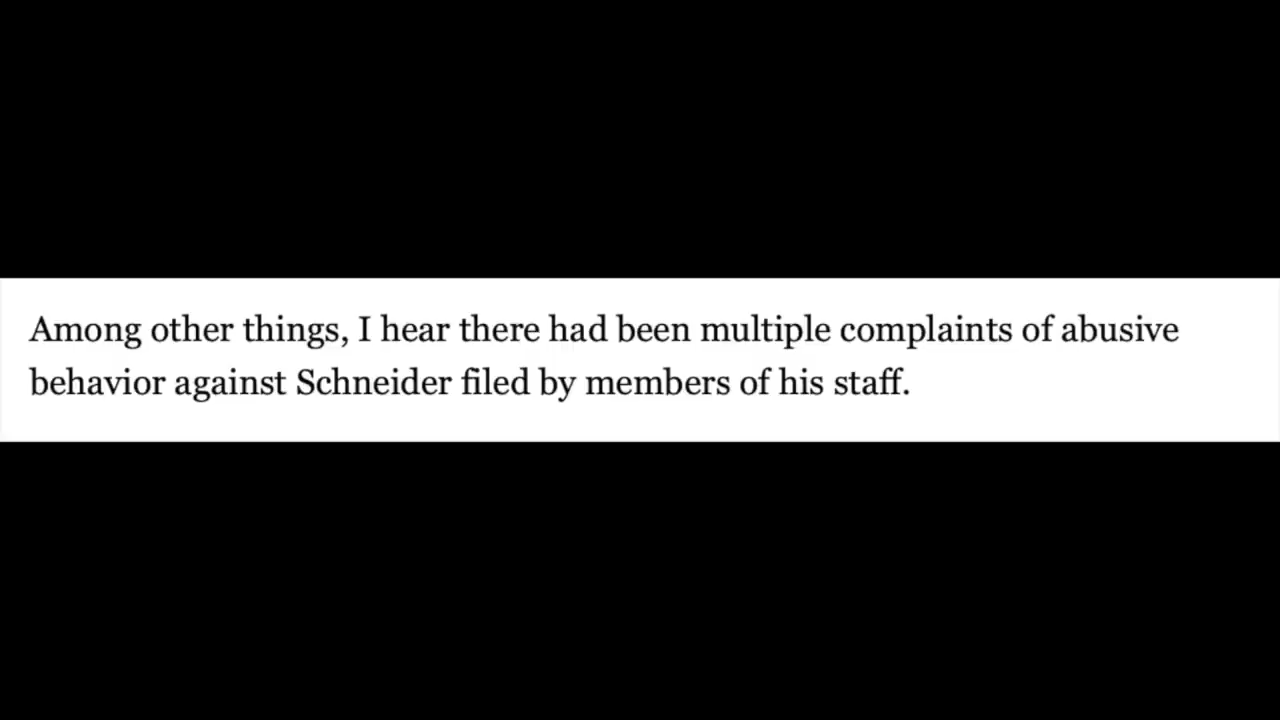 Among other things, I hear there had been multiple complaints of abusive
behavior against Schneider filed by members of his staff.